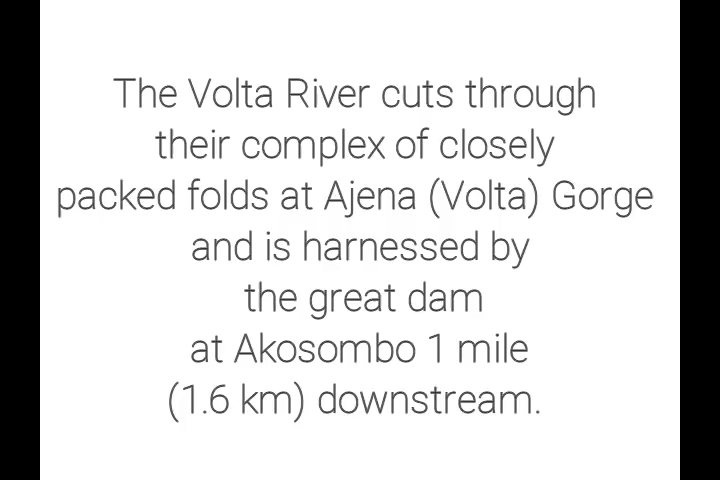 The Volta River cuts through
their complex of closely
packed folds at Ajena (Volta) Gorge
and is harnessed by
the great dam
at Akosombo 1 mile
(1.6 km) downstream.